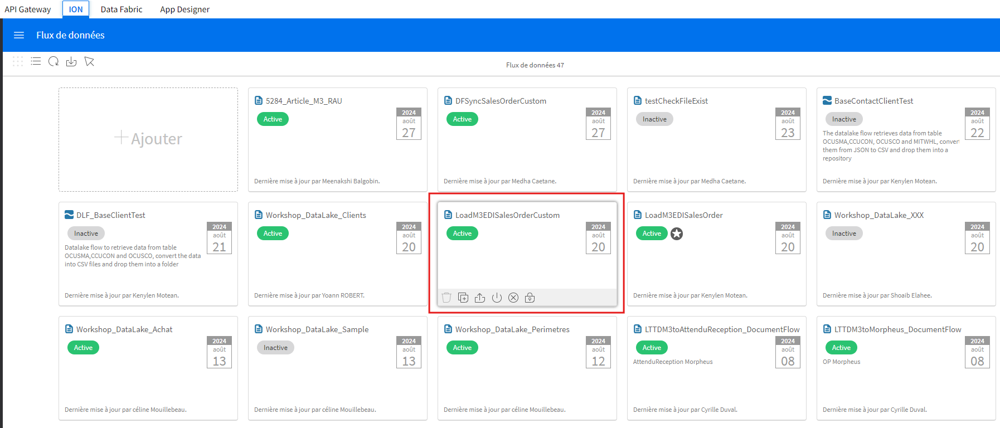 API Gateway
ION
Data Fabric
App Designer
Flux de données
Flux de données 47
Ajouter
5284_Article_M3_RAU
Active
2024
août
27
Dernière mise à jour par Meenakshi Balgobin.
DFSyncSalesOrderCustom
Active
2024
août
27
Dernière mise à jour par Medha Caetane.
testCheckFileExist
Inactive
2024
août
23
Dernière mise à jour par Medha Caetane.
BaseContactClientTest
Inactive
2024
août
22
The datalake flow retrieves data from table
OCUSMA,CCUCON, OCUSCO and MITWHL, convert
them from JSON to CSV and drop them into a
repository
Dernière mise à jour par Kenylen Motean.
DLF_BaseClientTest
Inactive
2024
août
21
Datalake flow to retrieve data from table
OCUSMA,CCUCON and OCUSCO, convert the data
into CSV files and drop them into a folder
Dernière mise à jour par Kenylen Motean.
Workshop_DataLake_Clients
Active
2024
août
20
Dernière mise à jour par Yoann ROBERT.
LoadM3EDISalesOrderCustom
Active
2024
août
20
LoadM3EDISalesOrder
Active
2024
août
20
Dernière mise à jour par Kenylen Motean.
Workshop_DataLake_XXX
Inactive
2024
août
20
Dernière mise à jour par Shoaib Elahee.
Workshop_DataLake_Achat
Active
2024
août
13
Dernière mise à jour par céline Mouillebeau.
Workshop_DataLake_Sample
Inactive
2024
août
13
Dernière mise à jour par céline Mouillebeau.
Workshop_DataLake_Perimetres
Active
2024
août
12
Dernière mise à jour par céline Mouillebeau.
LTTDM3toAttenduReception_DocumentFlow
Active
2024
août
08
AttenduReception Morpheus
Dernière mise à jour par Cyrille Duval.
LTTDM3toMorpheus_DocumentFlow
Active
2024
août
08
OP Morpheus
Dernière mise à jour par Cyrille Duval.